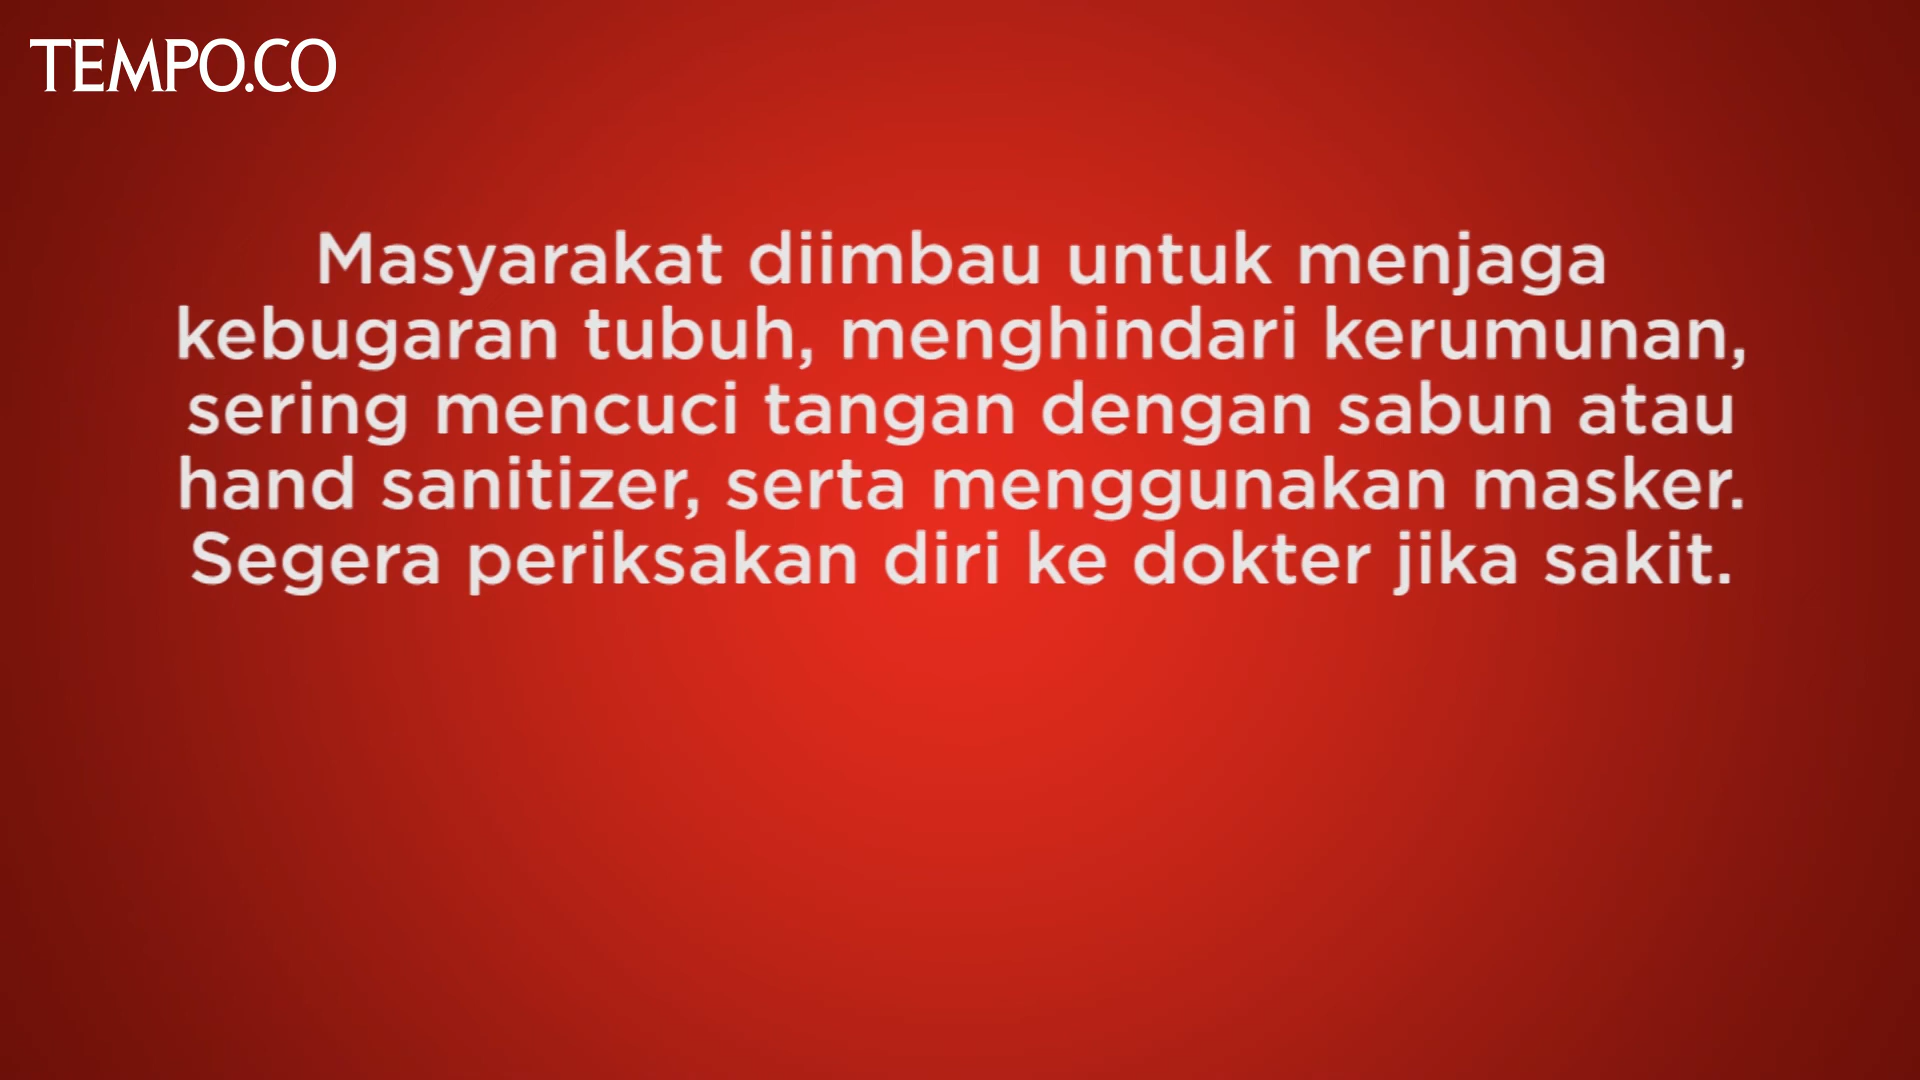 TEMPO.CO
Masyarakat diimbau untuk menjaga
kebugaran tubuh, menghindari kerumunan,
sering mencuci tangan dengan sabun atau
hand sanitizer, serta menggunakan masker.
Segera periksakan diri ke dokter jika sakit.